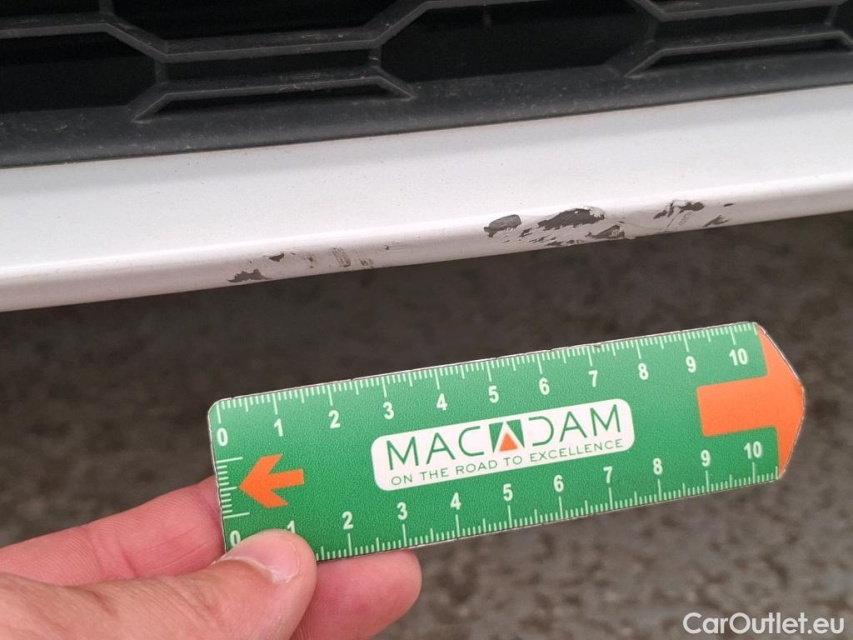 0 1 2 3 4 5 6 7 8 9 10
MACADAM
ON THE ROAD TO EXCELLENCE
0 1 2 3 4 5 6 7 8 9 10
CarOutlet.eu